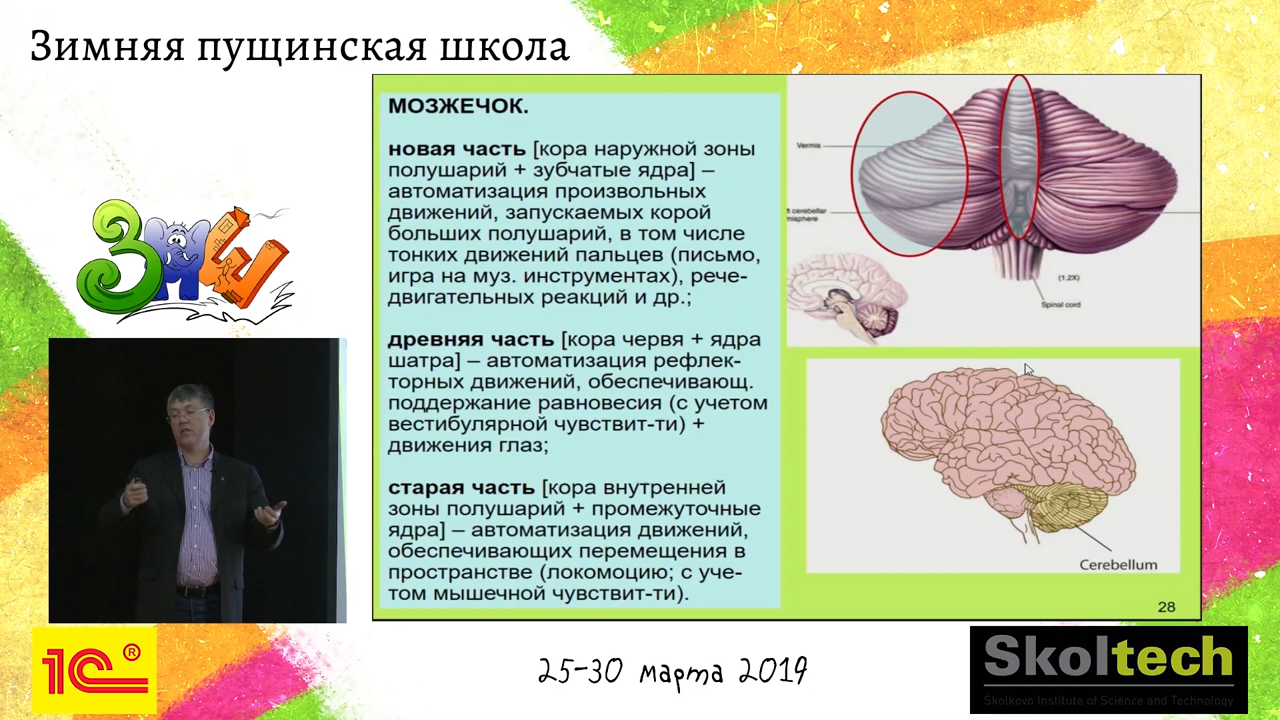 Зимняя пущинская школа
ЗПШ
МОЗЖЕЧОК.
новая часть [кора наружной зоны
полушарий + зубчатые ядра] –
автоматизация произвольных
движений, запускаемых корой
больших полушарий, в том числе
тонких движений пальцев (письмо,
игра на муз. инструментах), рече-
двигательных реакций и др.;
древняя часть [кора червя + ядра
шатра] – автоматизация рефлек-
торных движений, обеспечивающ.
поддержание равновесия (с учетом
вестибулярной чувствит-ти) +
движения глаз;
старая часть [кора внутренней
зоны полушарий + промежуточные
ядра] – автоматизация движений,
обеспечивающих перемещения в
пространстве (локомоцию; с уче-
том мышечной чувствит-ти).
Vermis
ft cerebellar
misphere
(1.2X)
Spinal cord
Cerebellum
28
1С®
25-30 марта 2019
Skoltech
Skolkovo Institute of Science and Technology